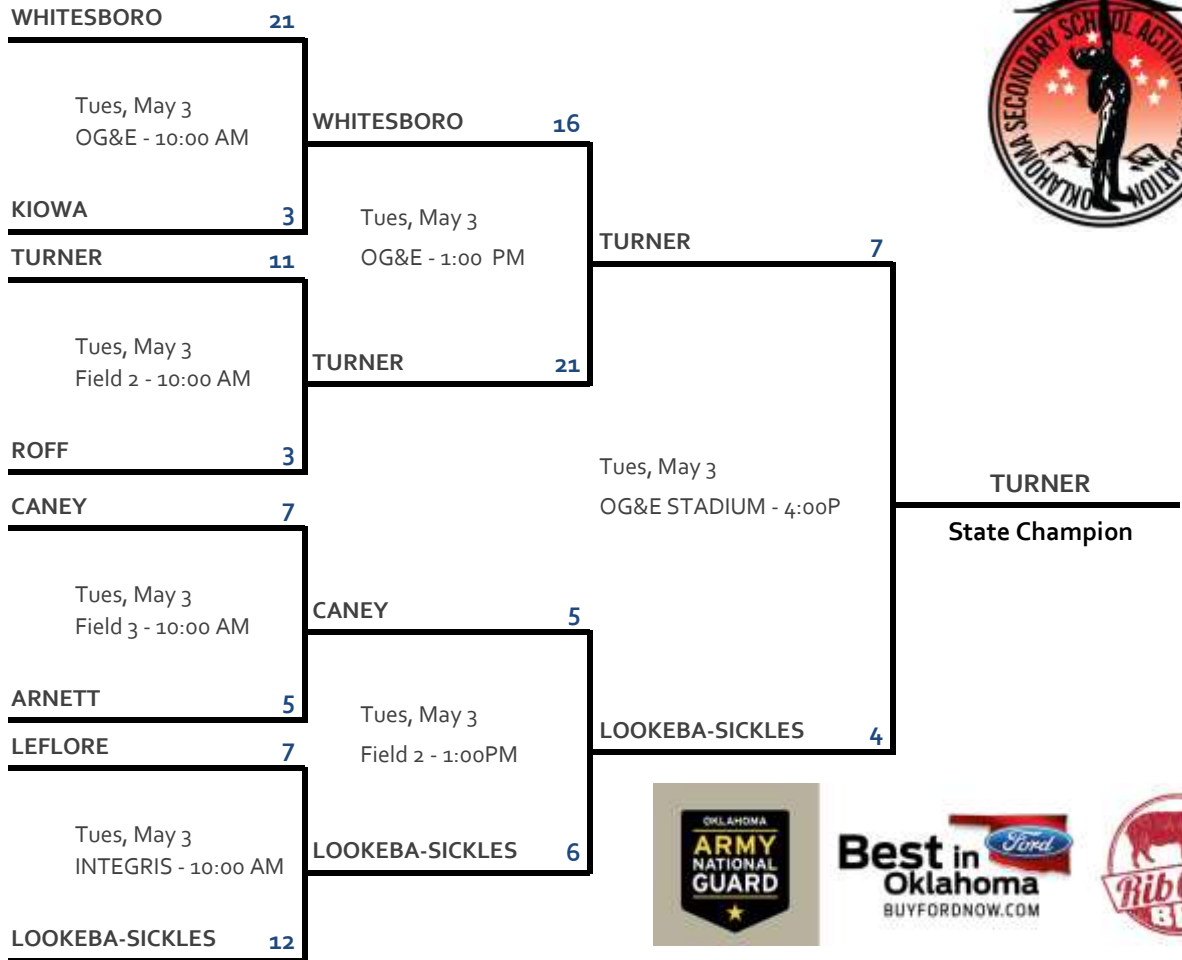 WHITESBORO 21
Tues, May 3
OG&E - 10:00 AM
KIOWA 3
TURNER 11
Tues, May 3
Field 2 - 10:00 AM
ROFF 3
CANEY 7
Tues, May 3
Field 3 - 10:00 AM
ARNETT 5
LEFLORE 7
Tues, May 3
INTEGRIS - 10:00 AM
LOOKEBA-SICKLES 12
WHITESBORO 16
Tues, May 3
OG&E - 1:00 PM
TURNER 21
CANEY 5
Tues, May 3
Field 2 - 1:00PM
LOOKEBA-SICKLES 6
TURNER 7
Tues, May 3
OG&E STADIUM - 4:00P
LOOKEBA-SICKLES 4
TURNER
State Champion
OKLAHOMA SECONDARY SCHOOL
OKLAHOMA
ARMY
NATIONAL
GUARD
Best in
Ford
Oklahoma
BUYFORDNOW.COM